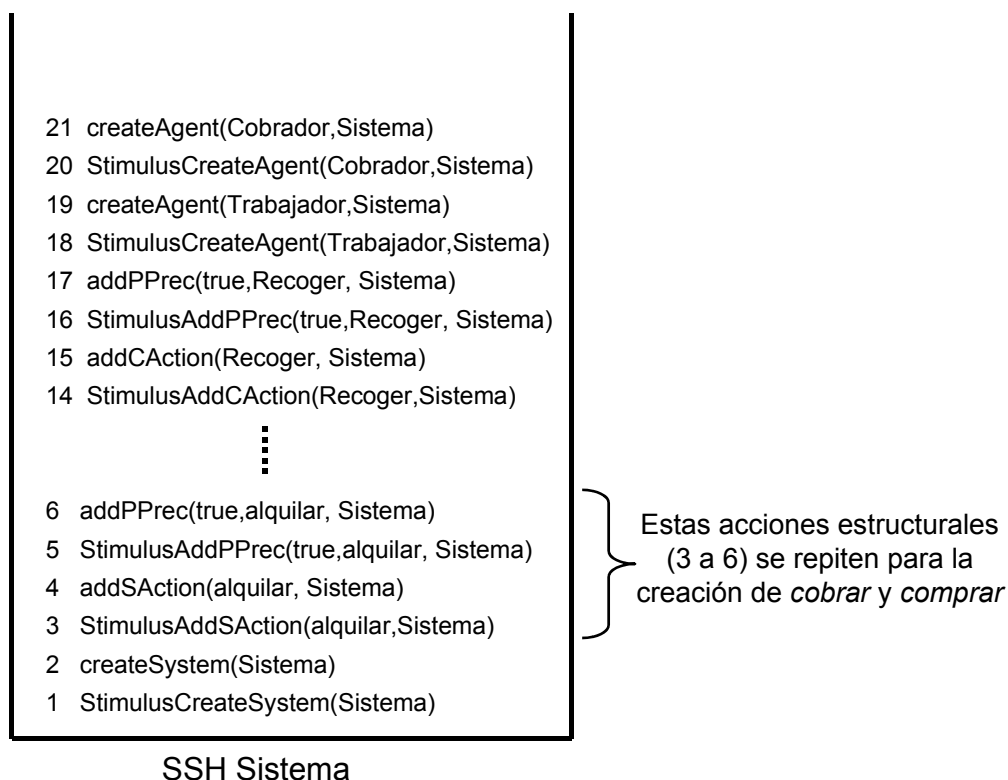 21 createAgent(Cobrador,Sistema)
20 StimulusCreateAgent(Cobrador,Sistema)
19 createAgent(Trabajador,Sistema)
18 StimulusCreateAgent(Trabajador,Sistema)
17 addPPrec(true,Recoger, Sistema)
16 StimulusAddPPrec(true,Recoger, Sistema)
15 addCAction(Recoger, Sistema)
14 StimulusAddCAction(Recoger,Sistema)
6 addPPrec(true,alquilar, Sistema)
5 StimulusAddPPrec(true,alquilar, Sistema)
4 addSAction(alquilar, Sistema)
3 StimulusAddSAction(alquilar,Sistema)
2 createSystem(Sistema)
1 StimulusCreateSystem(Sistema)
Estas acciones estructurales
(3 a 6) se repiten para la
creación de cobrar y comprar
SSH Sistema